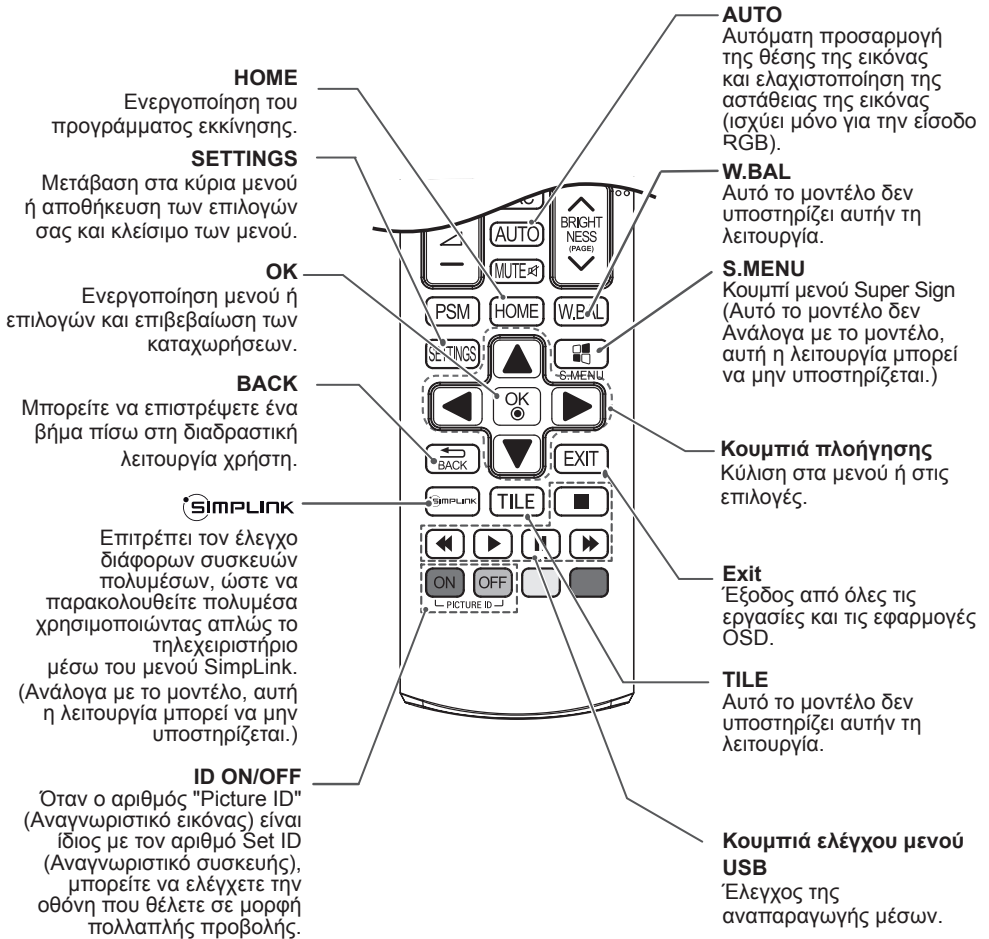 HOME
Ενεργοποίηση του
προγράμματος εκκίνησης.
SETTINGS
Μετάβαση στα κύρια μενού
ή αποθήκευση των επιλογών
σας και κλείσιμο των μενού.
OK
Ενεργοποίηση μενού ή
επιλογών και επιβεβαίωση των
καταχωρήσεων.
BACK
Μπορείτε να επιστρέψετε ένα
βήμα πίσω στη διαδραστική
λειτουργία χρήστη.
SIMPLINK
Επιτρέπει τον έλεγχο
διάφορων συσκευών
πολυμέσων, ώστε να
παρακολουθείτε πολυμέσα
χρησιμοποιώντας απλώς το
τηλεχειριστήριο
μέσω του μενού SimpLink.
(Ανάλογα με το μοντέλο, αυτή
η λειτουργία μπορεί να μην
υποστηρίζεται.)
ID ON/OFF
Όταν ο αριθμός "Picture ID"
(Αναγνωριστικό εικόνας) είναι
ίδιος με τον αριθμό Set ID
(Αναγνωριστικό συσκευής),
μπορείτε να ελέγχετε την
οθόνη που θέλετε σε μορφή
πολλαπλής προβολής.
AUTO
BRIGHT
NESS
(PAGE)
MUTE
PSM
HOME
W.BAL
SETTINGS
S.MENU
OK
BACK
EXIT
SIMPLINK
TILE
ON
OFF
PICTURE ID
AUTO
Αυτόματη προσαρμογή
της θέσης της εικόνας
και ελαχιστοποίηση της
αστάθειας της εικόνας
(ισχύει μόνο για την είσοδο
RGB).
W.BAL
Αυτό το μοντέλο δεν
υποστηρίζει αυτήν τη
λειτουργία.
S.MENU
Κουμπί μενού Super Sign
(Αυτό το μοντέλο δεν
Ανάλογα με το μοντέλο,
αυτή η λειτουργία μπορεί
να μην υποστηρίζεται.)
Κουμπιά πλοήγησης
Κύλιση στα μενού ή στις
επιλογές.
Exit
Έξοδος από όλες τις
εργασίες και τις εφαρμογές
OSD.
TILE
Αυτό το μοντέλο δεν
υποστηρίζει αυτήν τη
λειτουργία.
Κουμπιά ελέγχου μενού
USB
Έλεγχος της
αναπαραγωγής μέσων.